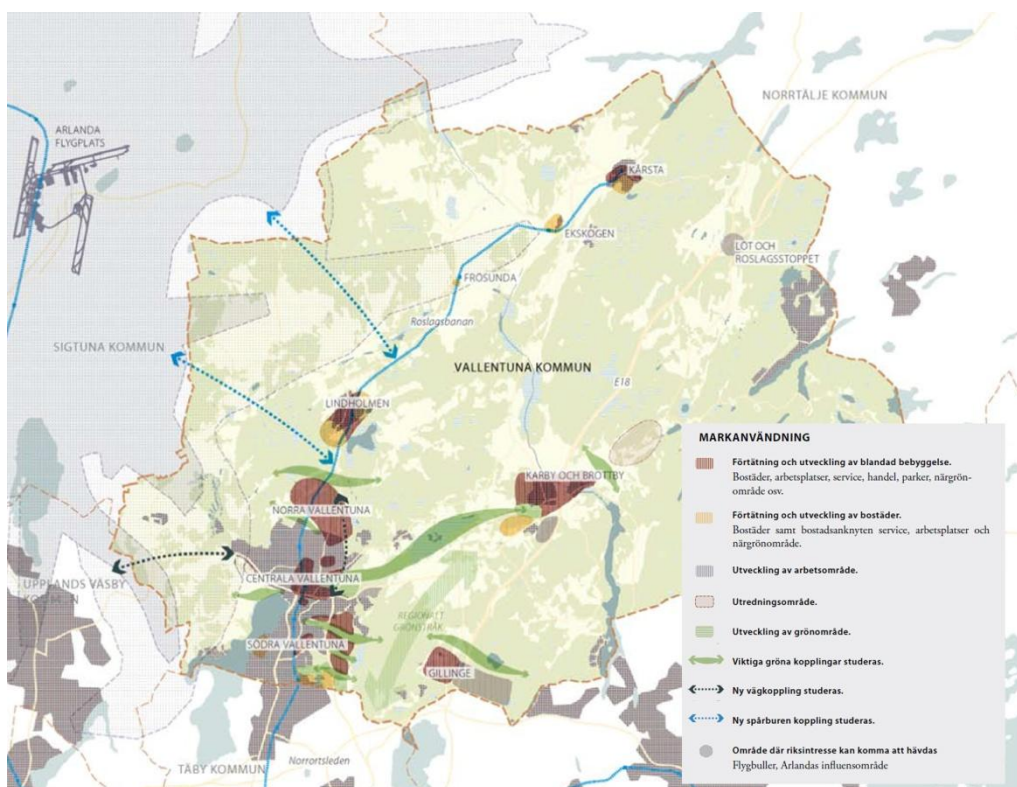 NORRTÄLJE KOMMUN
ARLANDA
FLYGPLATS
KÅRSTA
EKSKOGEN
LÖT OCH
ROSLAGSSTOPPET
FRÖSUNDA
Roslagsbanan
SIGTUNA KOMMUN
VALLENTUNA KOMMUN
E18
LINDHOLMEN
KARBY OCH BROTTBY
NORRA VALLENTUNA
CENTRALA VALLENTUNA
UPPLANDS VÄSBY
REGIONALT
GRÖNSTRÅK
SÖDRA VALLENTUNA
GILLINGE
TÄBY KOMMUN
Norrortsleden
MARKANVÄNDNING
Förtätning och utveckling av blandad bebyggelse.
Bostäder, arbetsplatser, service, handel, parker, närgrön-
område osv.
Förtätning och utveckling av bostäder.
Bostäder samt bostadsanknyten service, arbetsplatser och
närgrönområde.
Utveckling av arbetsområde.
Utredningsområde.
Utveckling av grönområde.
Viktiga gröna kopplingar studeras.
Ny vägkoppling studeras.
Ny spårburen koppling studeras.
Område där riksintresse kan komma att hävdas
Flygbuller, Arlandas influensområde